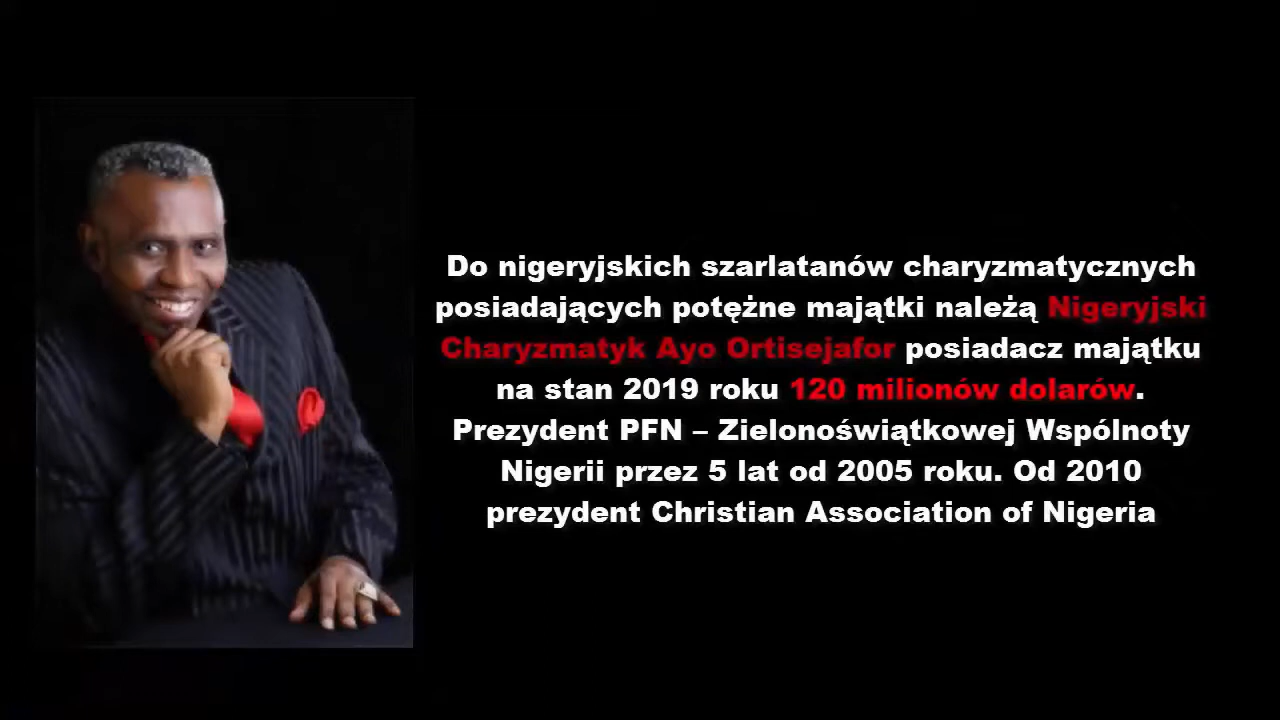 Do nigeryjskich szarlatanów charyzmatycznych
posiadających potężne majątki należą Nigeryjski
Charyzmatyk Ayo Ortisejafor posiadacz majątku
na stan 2019 roku 120 milionów dolarów.
Prezydent PFN – Zielonoświątkowej Wspólnoty
Nigerii przez 5 lat od 2005 roku. Od 2010
prezydent Christian Association of Nigeria